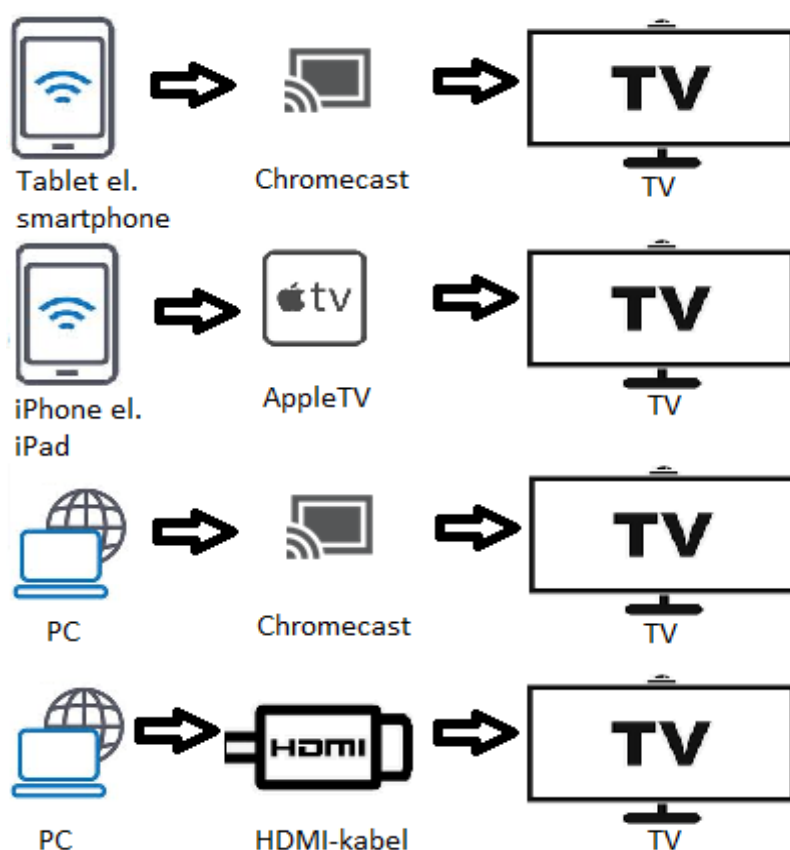 TV
Tablet el.
smartphone
Chromecast
TV
tv
TV
iPhone el.
iPad
AppleTV
TV
TV
PC
Chromecast
TV
HDMI
TV
PC
HDMI-kabel
TV